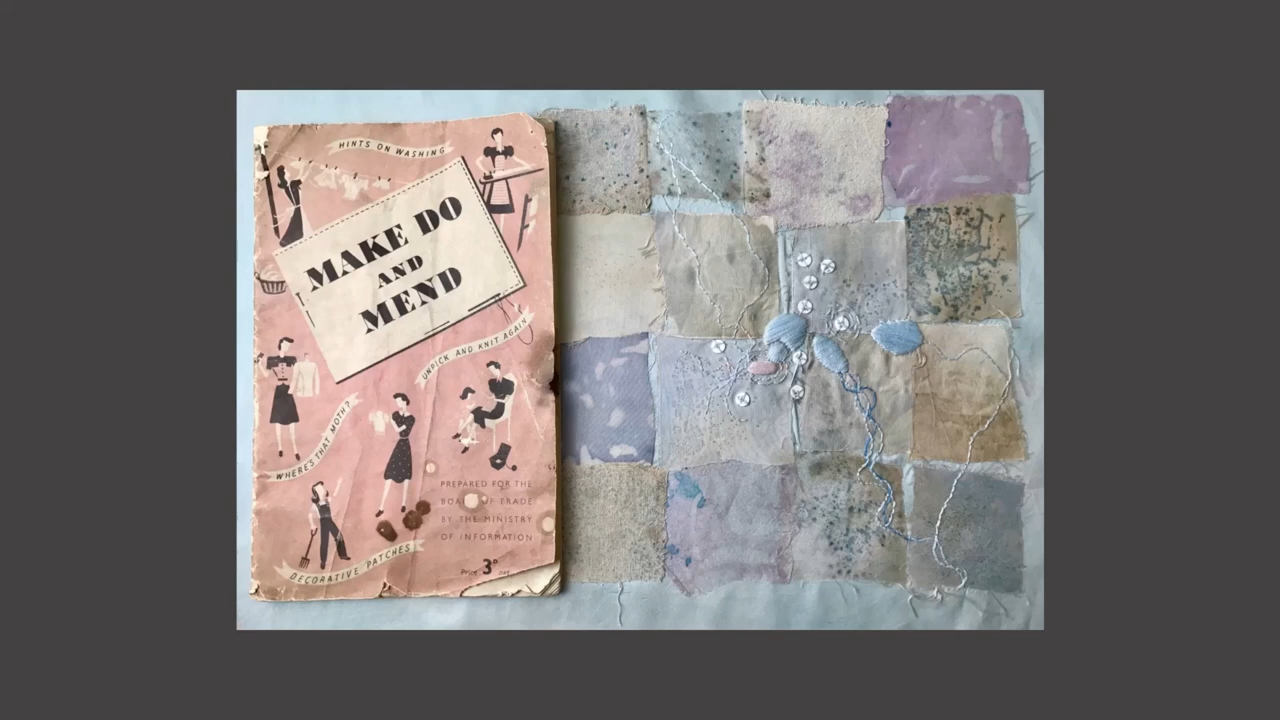 HINTS ON WASHING
MAKE DO
AND
MEND
UNPICK AND KNIT AGAIN
WHERE'S THAT MOTH?
PREPARED FOR THE
BOARD OF TRADE
BY THE MINISTRY
OF INFORMATION
DECORATIVE PATCHES
Price 3ᴰ net